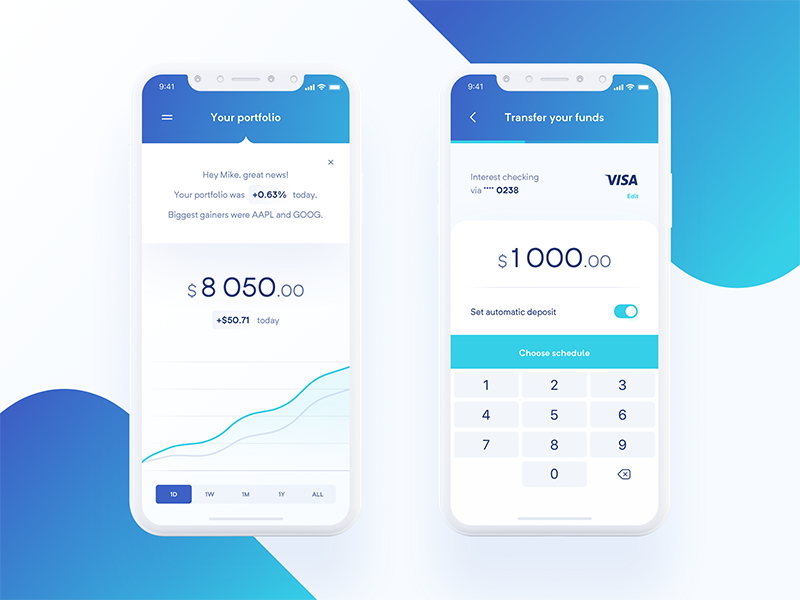 9:41
Your portfolio
Hey Mike, great news!
Your portfolio was +0.63% today.
Biggest gainers were AAPL and GOOG.
$ 8 050.00
+$50.71 today
1D 1W 1M 1Y ALL
9:41
Transfer your funds
Interest checking
via **** 0238
VISA
Edit
$ 1 000.00
Set automatic deposit
Choose schedule
1 2 3
4 5 6
7 8 9
0